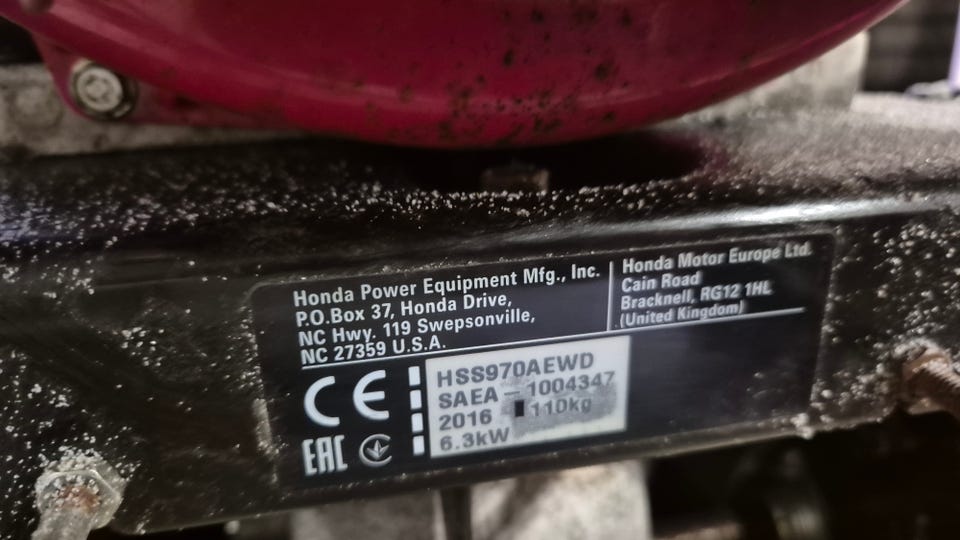 Honda Power Equipment Mfg., Inc.
P.O.Box 37, Honda Drive,
NC Hwy. 119 Swepsonville,
NC 27359 U.S.A.
Honda Motor Europe Ltd.
Cain Road
Bracknell, RG12 1HL
(United Kingdom)
CE
EAC
HSS970AEWD
SAEA - 1004347
2016 110kg
6.3kW